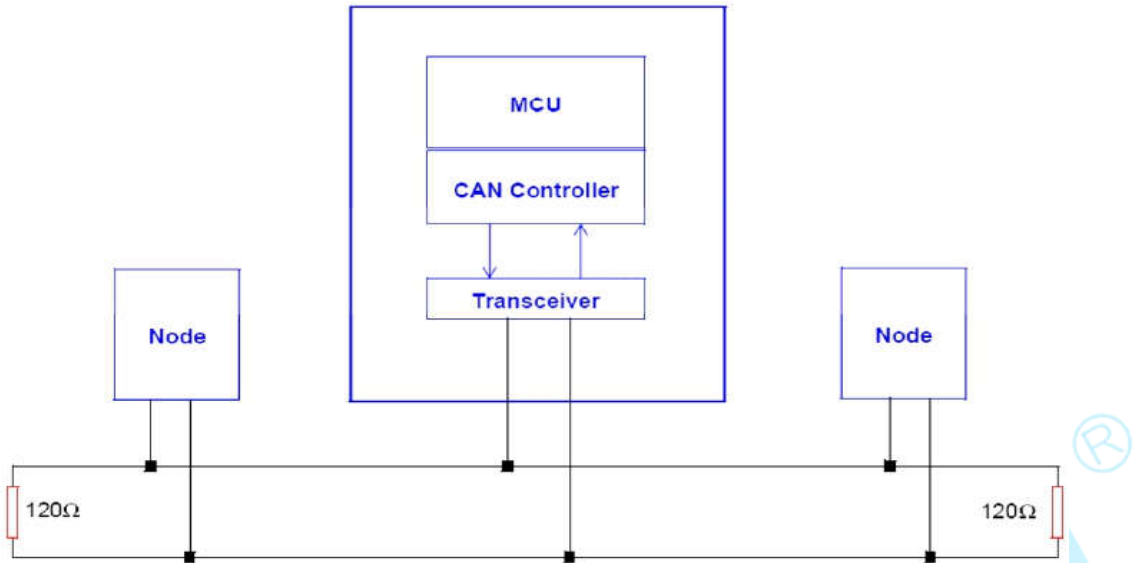 MCU
CAN Controller
Transceiver
Node
Node
120Ω
120Ω
®